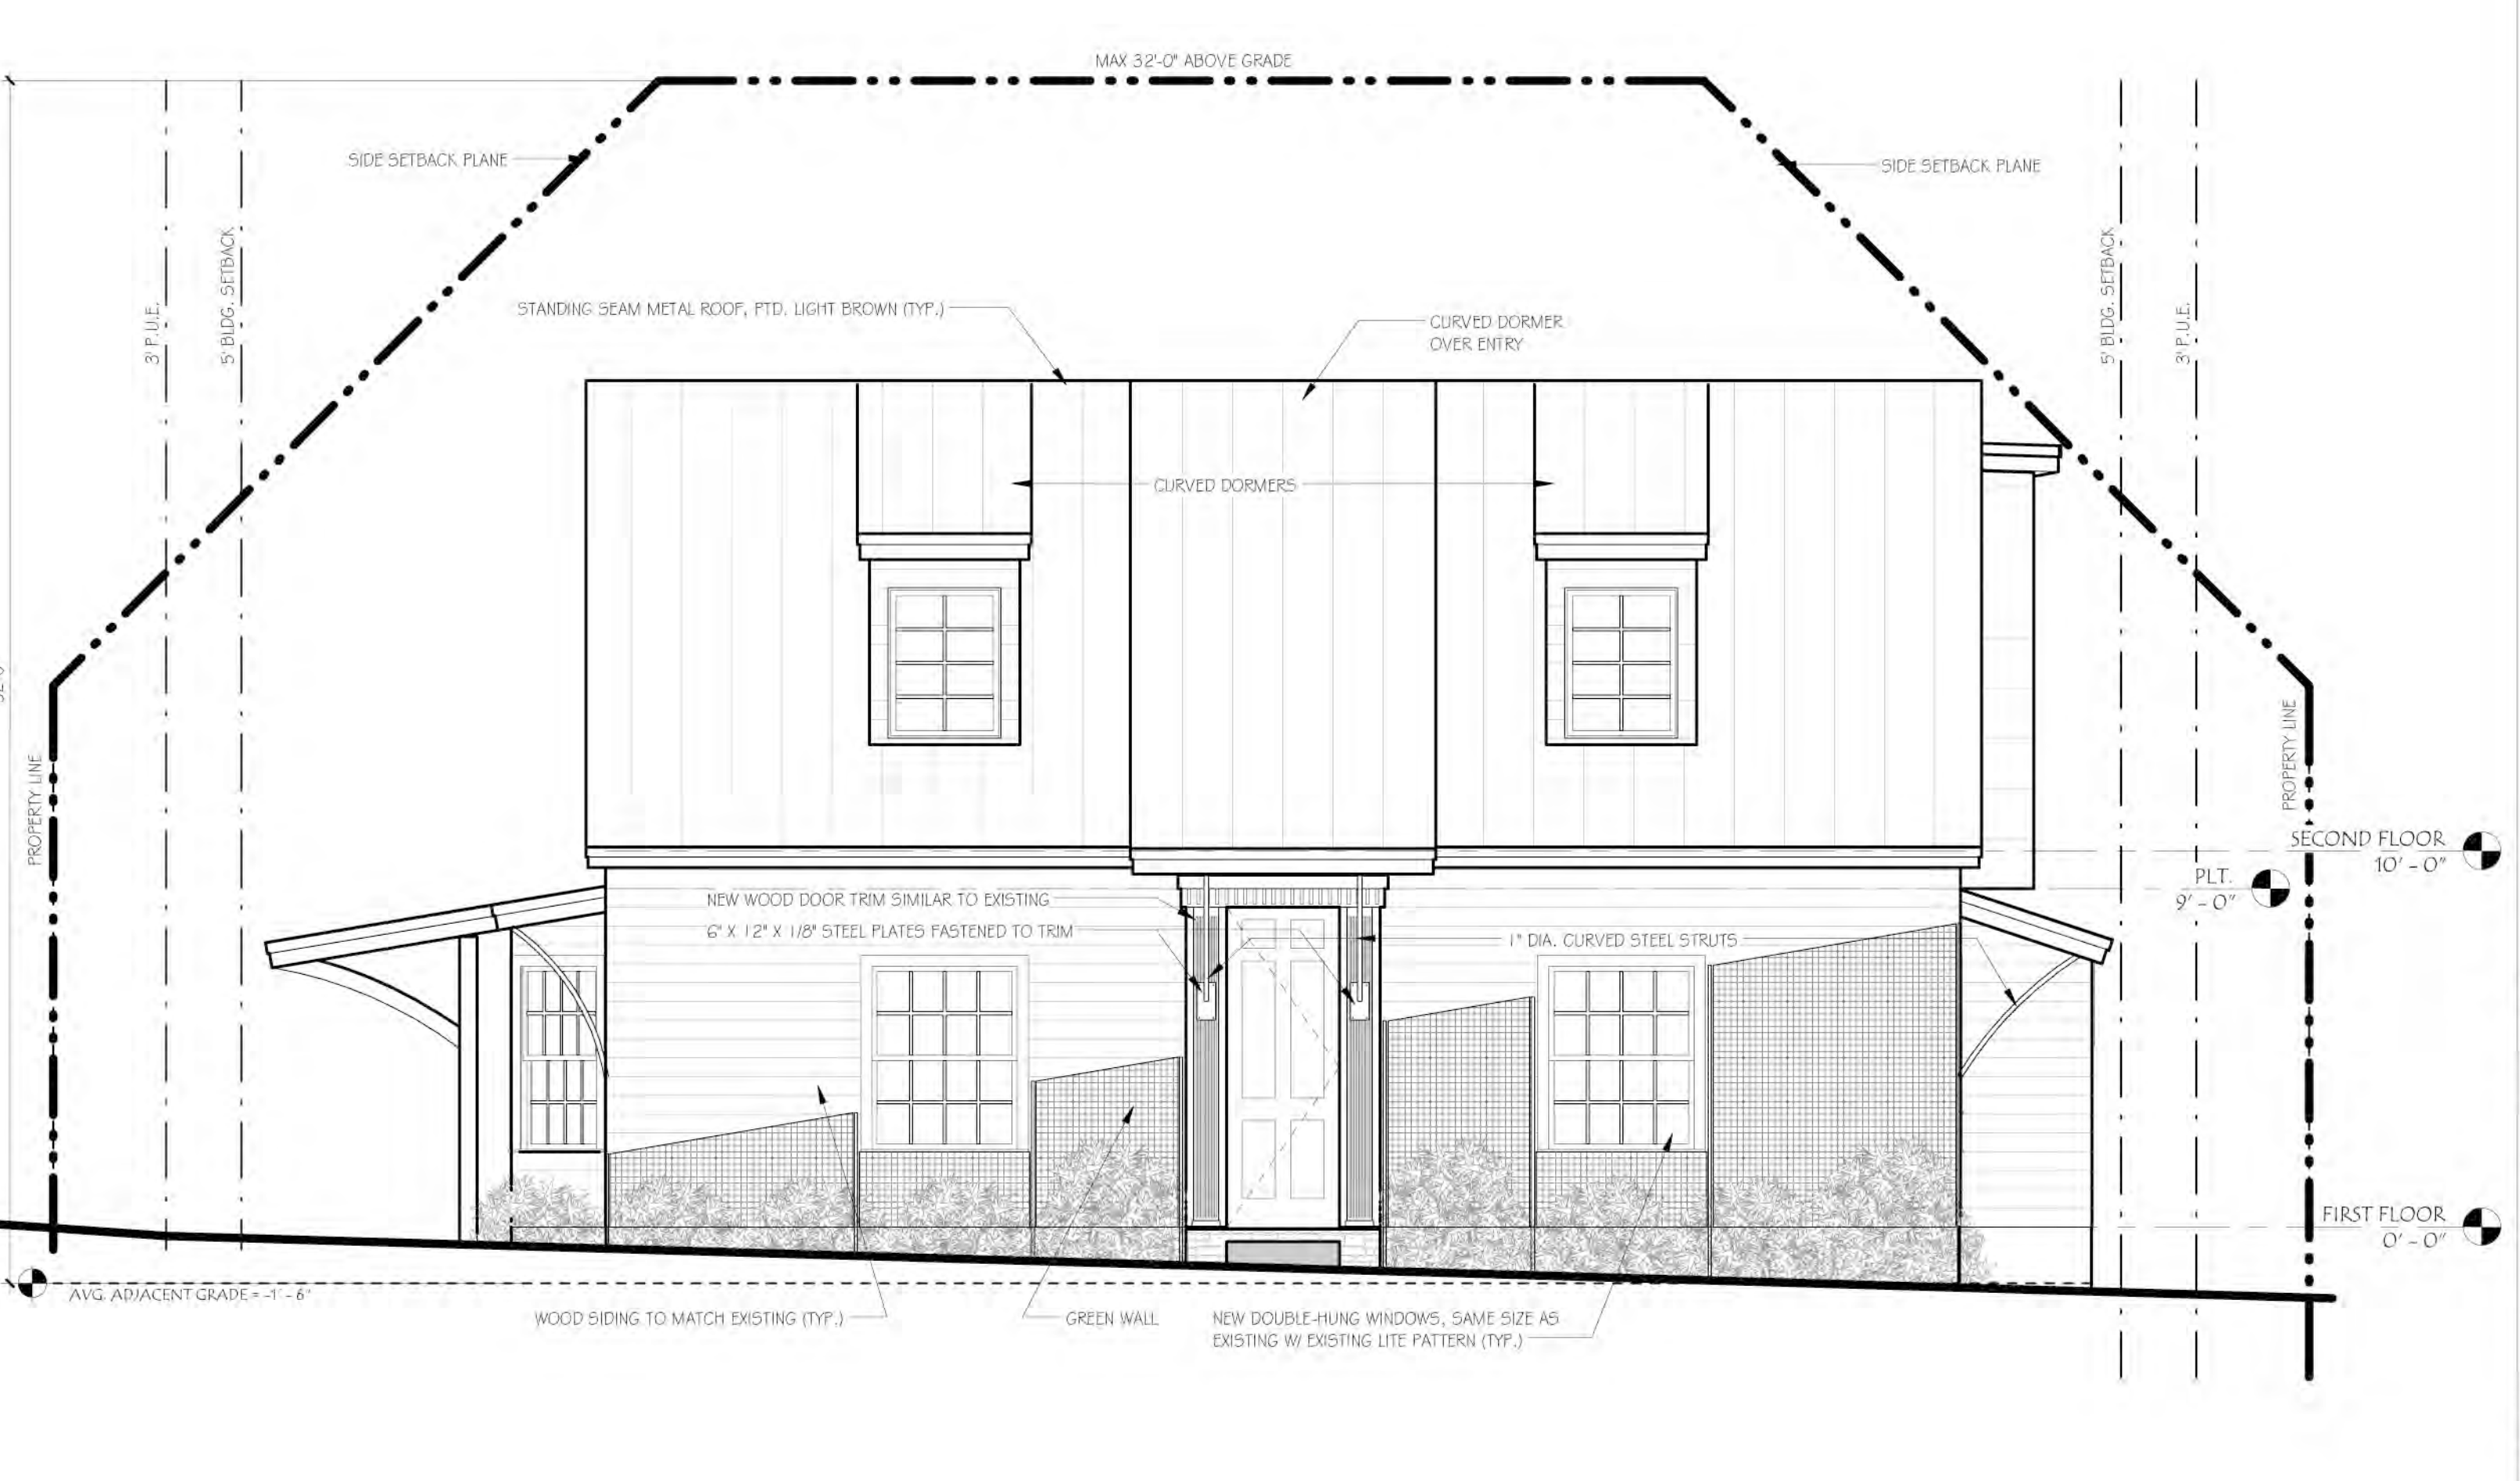 MAX 32'-0" ABOVE GRADE
SIDE SETBACK PLANE
SIDE SETBACK PLANE
3' P.U.E.
5' BLDG. SETBACK
5' BLDG. SETBACK
3' P.U.E.
STANDING SEAM METAL ROOF, PTD. LIGHT BROWN (TYP.)
CURVED DORMER
OVER ENTRY
CURVED DORMERS
PROPERTY LINE
PROPERTY LINE
SECOND FLOOR
10' - 0"
PLT.
9' - 0"
NEW WOOD DOOR TRIM SIMILAR TO EXISTING
6" X 12" X 1/8" STEEL PLATES FASTENED TO TRIM
1" DIA. CURVED STEEL STRUTS
FIRST FLOOR
0' - 0"
AVG. ADJACENT GRADE = -1' - 6"
WOOD SIDING TO MATCH EXISTING (TYP.)
GREEN WALL
NEW DOUBLE-HUNG WINDOWS, SAME SIZE AS
EXISTING W/ EXISTING LITE PATTERN (TYP.)